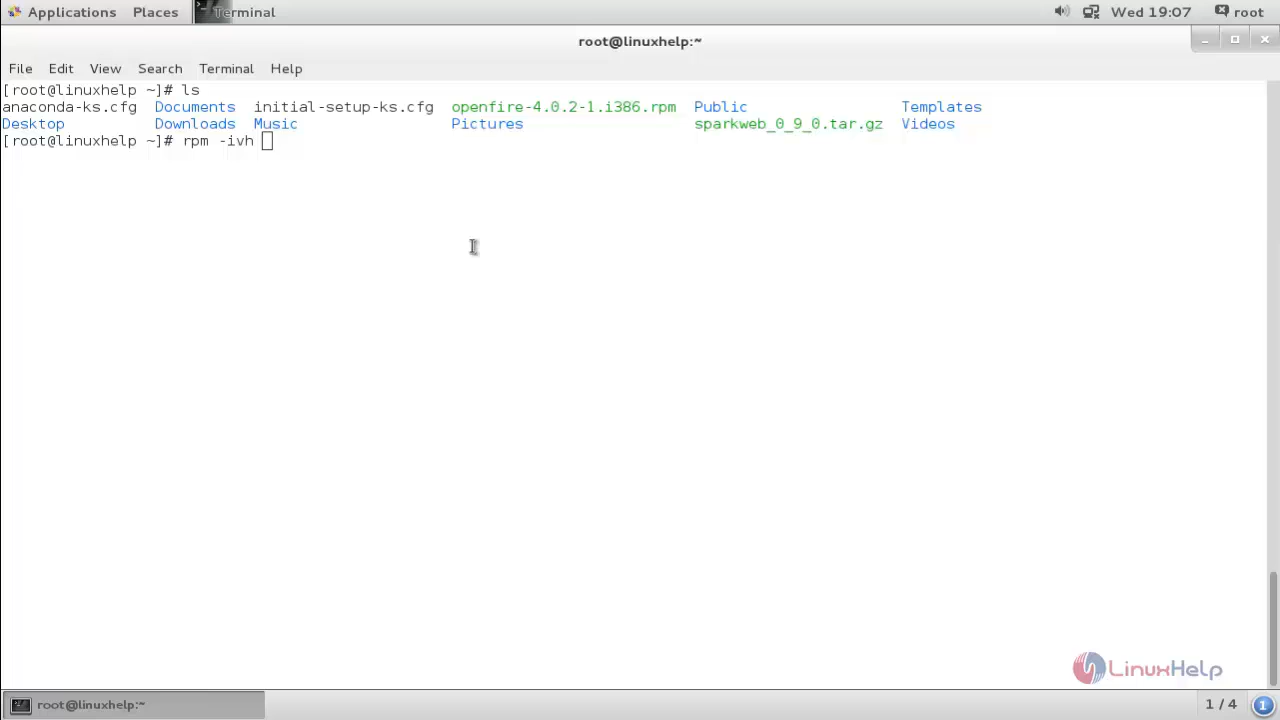 Applications Places Terminal Wed 19:07 root
root@linuxhelp:~
File Edit View Search Terminal Help
[root@linuxhelp ~]# ls
anaconda-ks.cfg Documents initial-setup-ks.cfg openfire-4.0.2-1.i386.rpm Public Templates
Desktop Downloads Music Pictures sparkweb_0_9_0.tar.gz Videos
[root@linuxhelp ~]# rpm -ivh
LinuxHelp
root@linuxhelp:~ 1 / 4 1